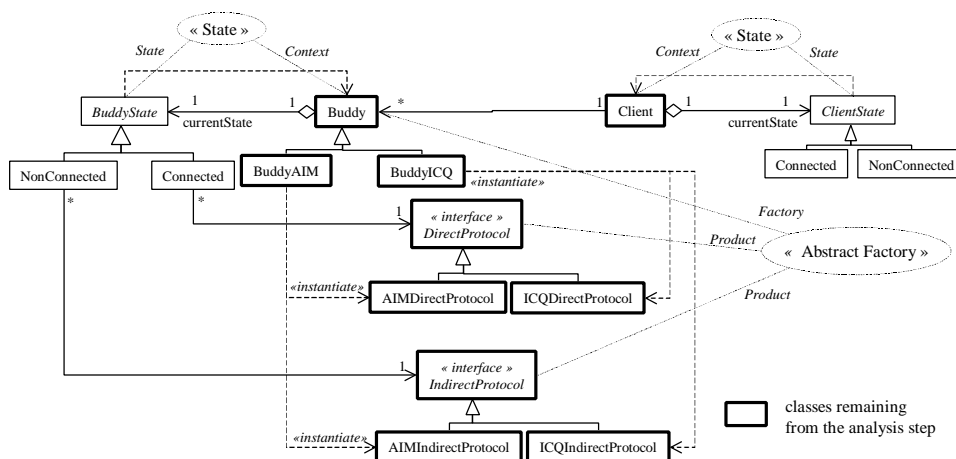 « State »
« State »
State
Context
Context
State
BuddyState
1
1
Buddy
*
1
Client
1
1
ClientState
currentState
currentState
NonConnected
Connected
BuddyAIM
BuddyICQ
Connected
NonConnected
«instantiate»
*
*
1
« interface »
DirectProtocol
Factory
Product
« Abstract Factory »
«instantiate»
AIMDirectProtocol
ICQDirectProtocol
Product
1
« interface »
IndirectProtocol
«instantiate»
AIMIndirectProtocol
ICQIndirectProtocol
classes remaining
from the analysis step